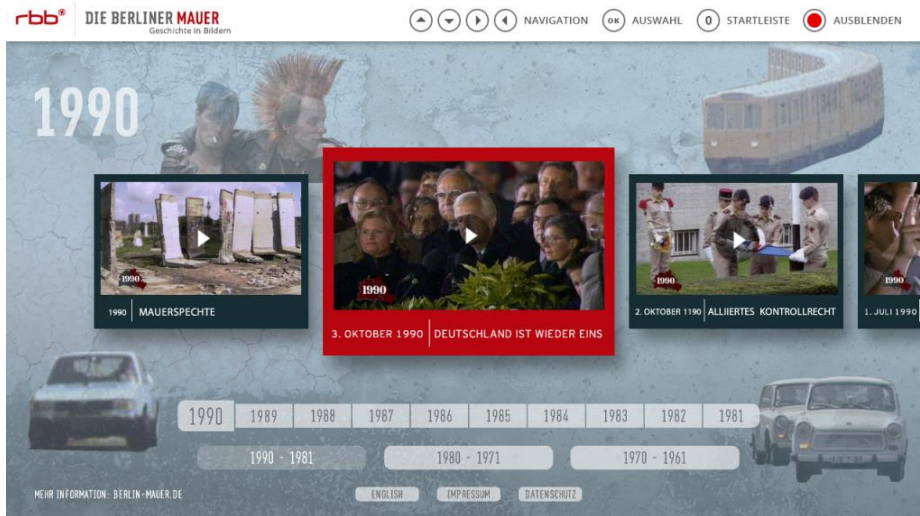 rbb DIE BERLINER MAUER
Geschichte in Bildern
NAVIGATION OK AUSWAHL 0 STARTLEISTE AUSBLENDEN
1990
1990
1990 MAUERSPECHTE
1990
3. OKTOBER 1990 DEUTSCHLAND IST WIEDER EINS
1990
2. OKTOBER 1190 ALLIIERTES KONTROLLRECHT
1990
1. JULI 1990
1990 1989 1988 1987 1986 1985 1984 1983 1982 1981
1990 - 1981 1980 - 1971 1970 - 1961
MEHR INFORMATION: BERLIN-MAUER.DE ENGLISH IMPRESSUM DATENSCHUTZ